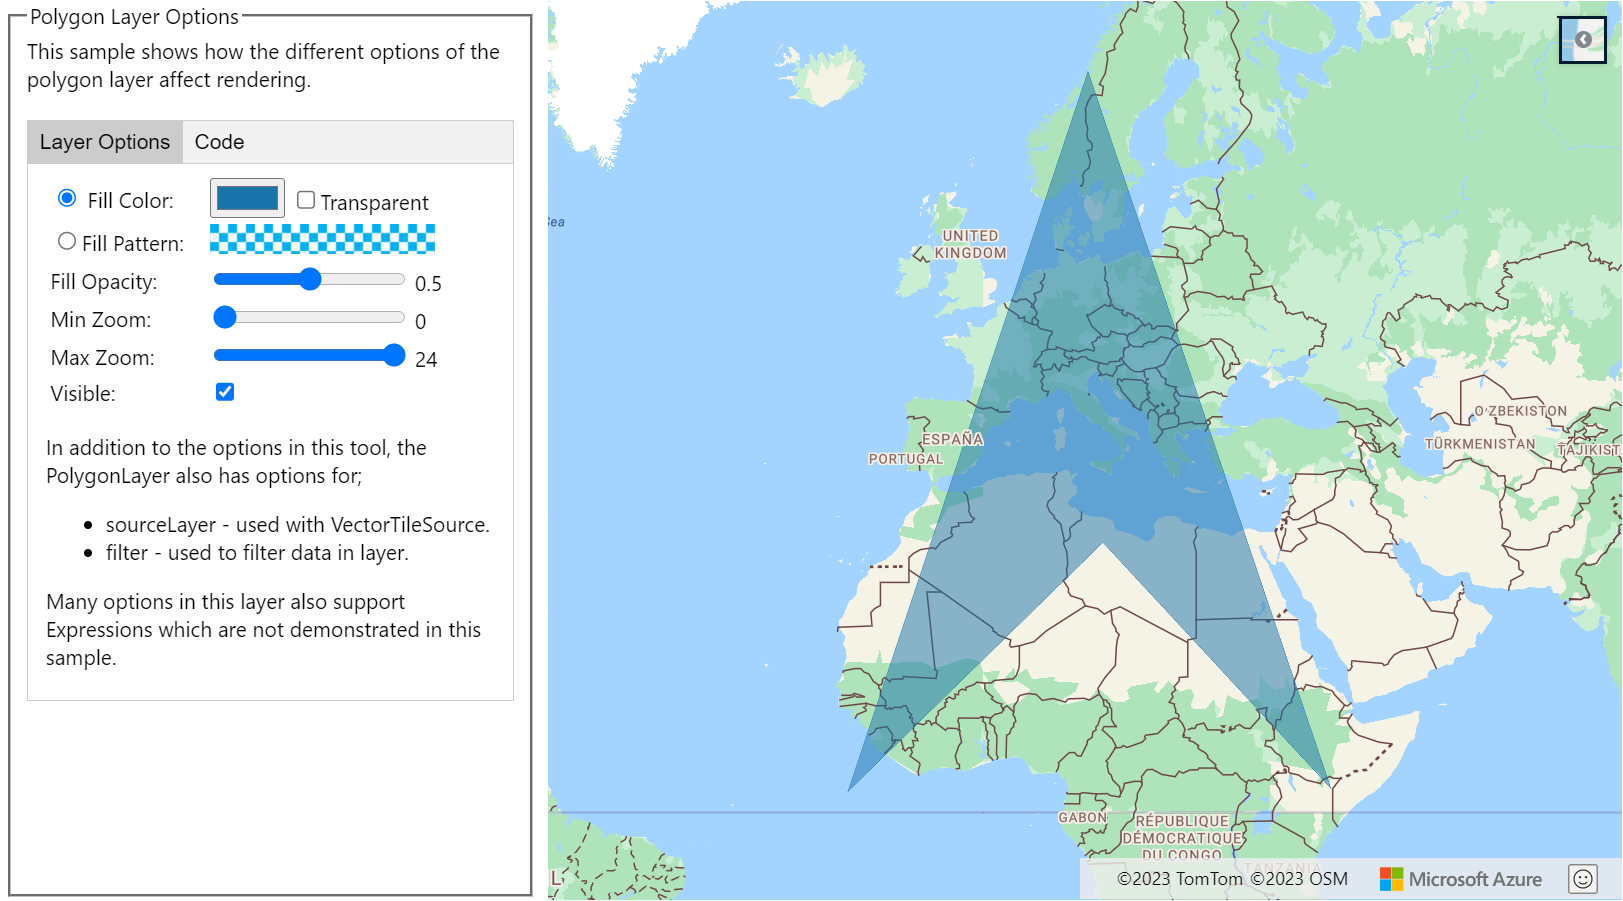 Polygon Layer Options
This sample shows how the different options of the
polygon layer affect rendering.
Layer Options
Code
Fill Color:
Transparent
Fill Pattern:
Fill Opacity:
0.5
Min Zoom:
0
Max Zoom:
24
Visible:
In addition to the options in this tool, the
PolygonLayer also has options for;
sourceLayer - used with VectorTileSource.
filter - used to filter data in layer.
Many options in this layer also support
Expressions which are not demonstrated in this
sample.
Sea
UNITED
KINGDOM
ESPAÑA
PORTUGAL
O'ZBEKISTON
TÜRKMENISTAN
TAJIKIST
GABON
RÉPUBLIQUE
DÉMOCRATIQUE
DU CONGO
TANZANIA
L
©2023 TomTom ©2023 OSM
Microsoft Azure